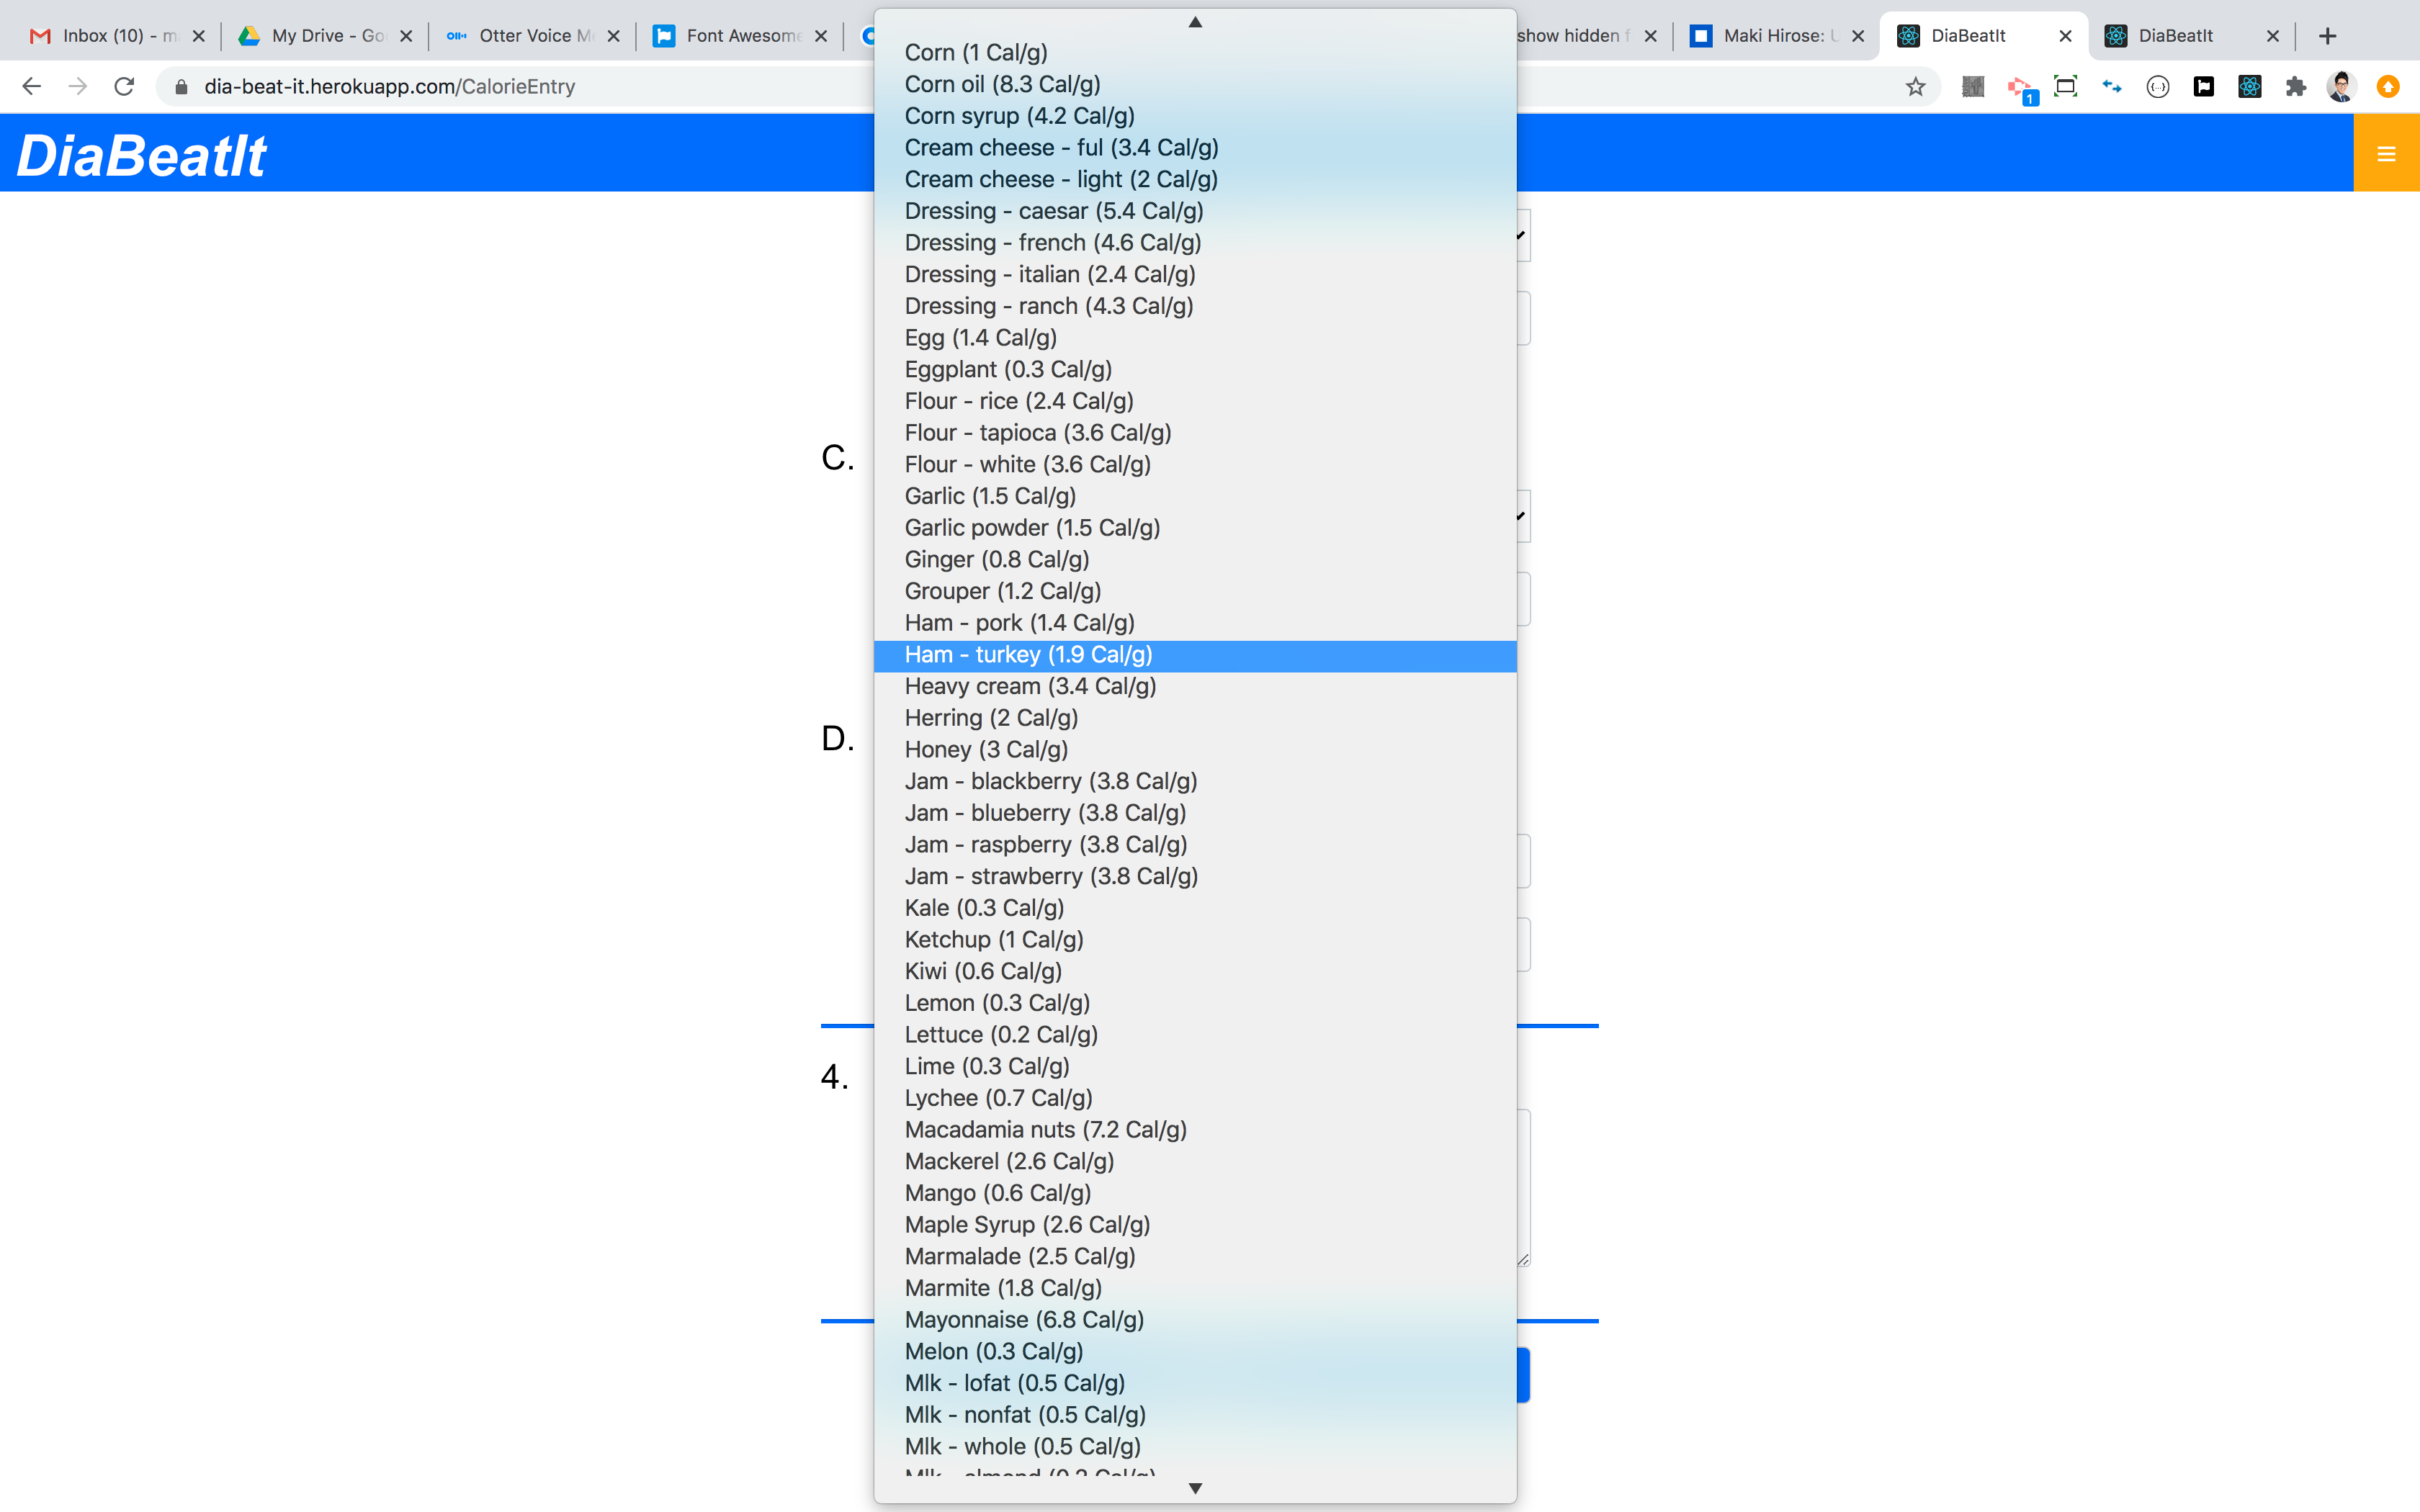 Inbox (10) - m
My Drive - Go
Otter Voice M
Font Awesome
show hidden f
Maki Hirose: U
DiaBeatIt
DiaBeatIt
dia-beat-it.herokuapp.com/CalorieEntry
1
DiaBeatIt
Corn (1 Cal/g)
Corn oil (8.3 Cal/g)
Corn syrup (4.2 Cal/g)
Cream cheese - ful (3.4 Cal/g)
Cream cheese - light (2 Cal/g)
Dressing - caesar (5.4 Cal/g)
Dressing - french (4.6 Cal/g)
Dressing - italian (2.4 Cal/g)
Dressing - ranch (4.3 Cal/g)
Egg (1.4 Cal/g)
Eggplant (0.3 Cal/g)
Flour - rice (2.4 Cal/g)
Flour - tapioca (3.6 Cal/g)
C.
Flour - white (3.6 Cal/g)
Garlic (1.5 Cal/g)
Garlic powder (1.5 Cal/g)
Ginger (0.8 Cal/g)
Grouper (1.2 Cal/g)
Ham - pork (1.4 Cal/g)
Ham - turkey (1.9 Cal/g)
Heavy cream (3.4 Cal/g)
Herring (2 Cal/g)
D.
Honey (3 Cal/g)
Jam - blackberry (3.8 Cal/g)
Jam - blueberry (3.8 Cal/g)
Jam - raspberry (3.8 Cal/g)
Jam - strawberry (3.8 Cal/g)
Kale (0.3 Cal/g)
Ketchup (1 Cal/g)
Kiwi (0.6 Cal/g)
Lemon (0.3 Cal/g)
Lettuce (0.2 Cal/g)
Lime (0.3 Cal/g)
4.
Lychee (0.7 Cal/g)
Macadamia nuts (7.2 Cal/g)
Mackerel (2.6 Cal/g)
Mango (0.6 Cal/g)
Maple Syrup (2.6 Cal/g)
Marmalade (2.5 Cal/g)
Marmite (1.8 Cal/g)
Mayonnaise (6.8 Cal/g)
Melon (0.3 Cal/g)
Mlk - lofat (0.5 Cal/g)
Mlk - nonfat (0.5 Cal/g)
Mlk - whole (0.5 Cal/g)